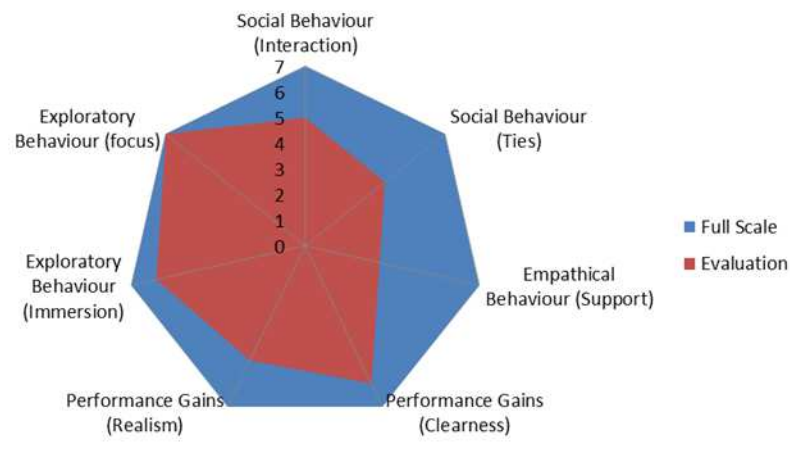 Social Behaviour
(Interaction)
7
6
5
4
3
2
1
0
Social Behaviour
(Ties)
Empathical
Behaviour (Support)
Performance Gains
(Clearness)
Performance Gains
(Realism)
Exploratory
Behaviour
(Immersion)
Exploratory
Behaviour (focus)
Full Scale
Evaluation